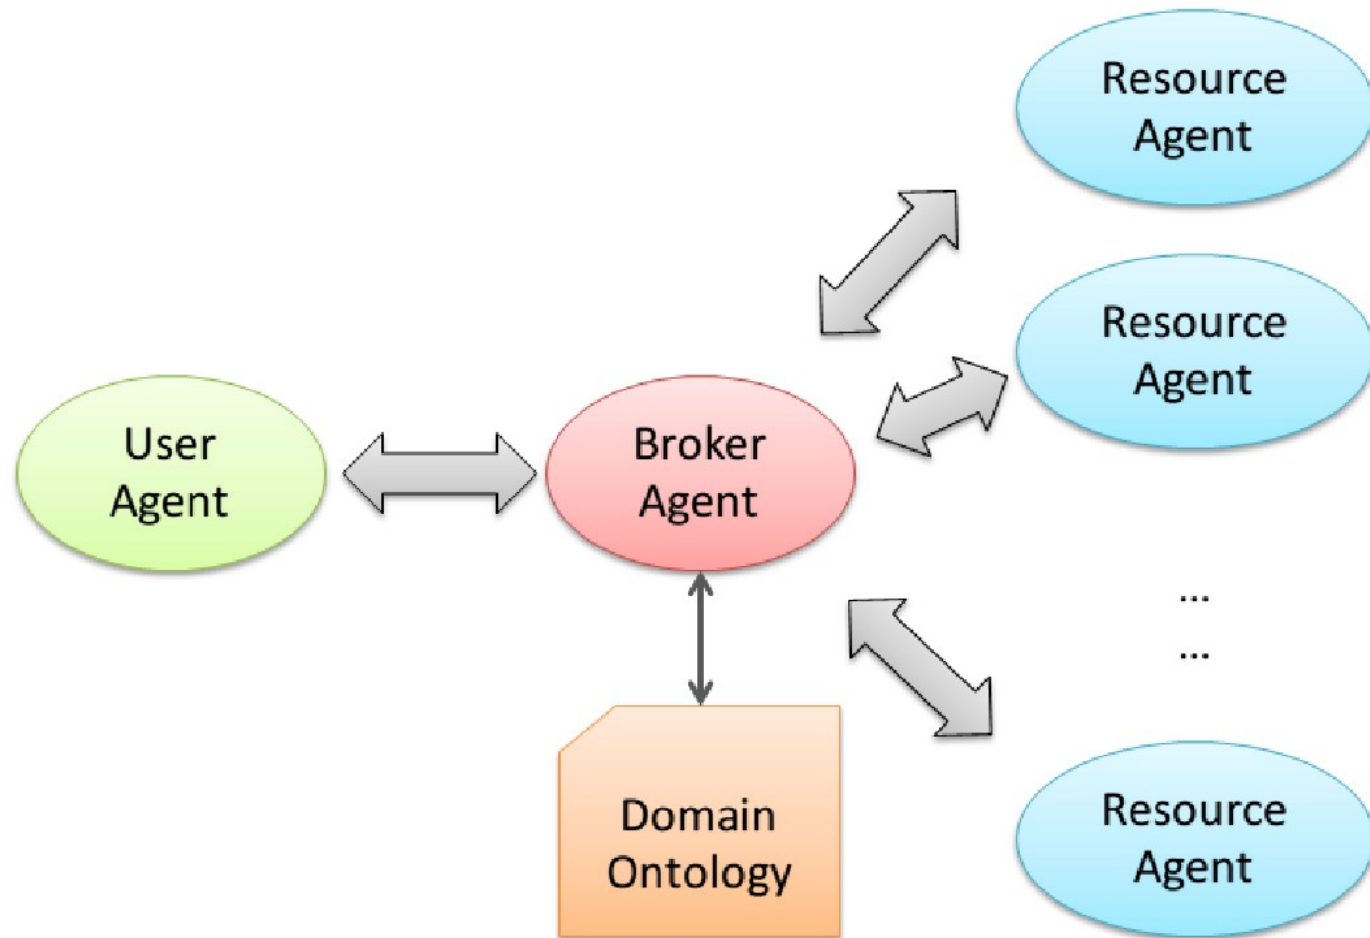 Resource
Agent
Resource
Agent
User
Agent
Broker
Agent
...
...
Domain
Ontology
Resource
Agent